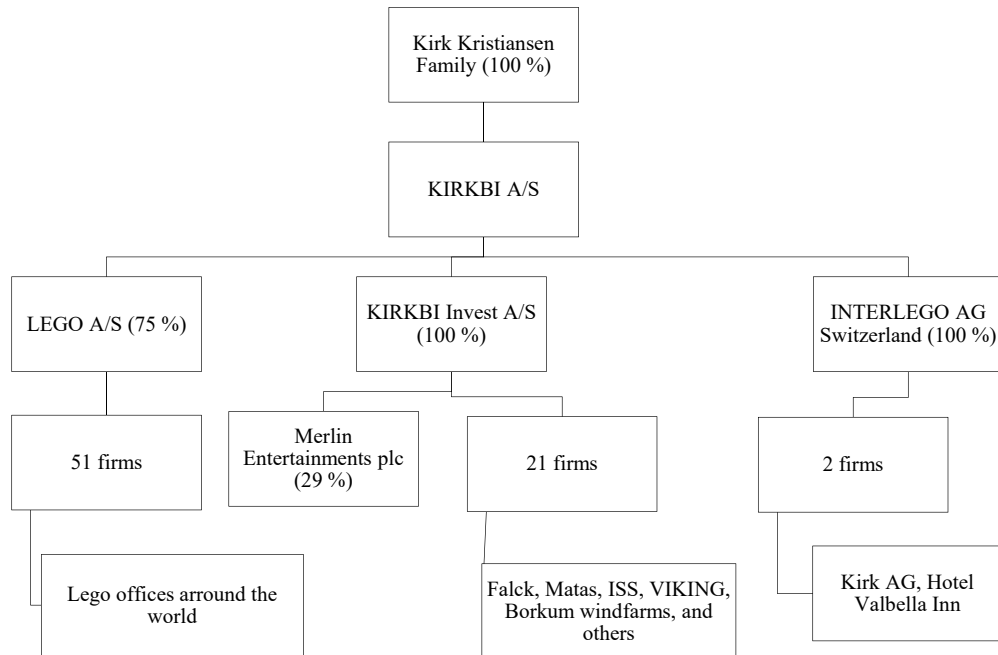 Kirk Kristiansen
Family (100 %)
KIRKBI A/S
LEGO A/S (75 %)
KIRKBI Invest A/S
(100 %)
INTERLEGO AG
Switzerland (100 %)
51 firms
Merlin
Entertainments plc
(29 %)
21 firms
2 firms
Lego offices arround the
world
Falck, Matas, ISS, VIKING,
Borkum windfarms, and
others
Kirk AG, Hotel
Valbella Inn